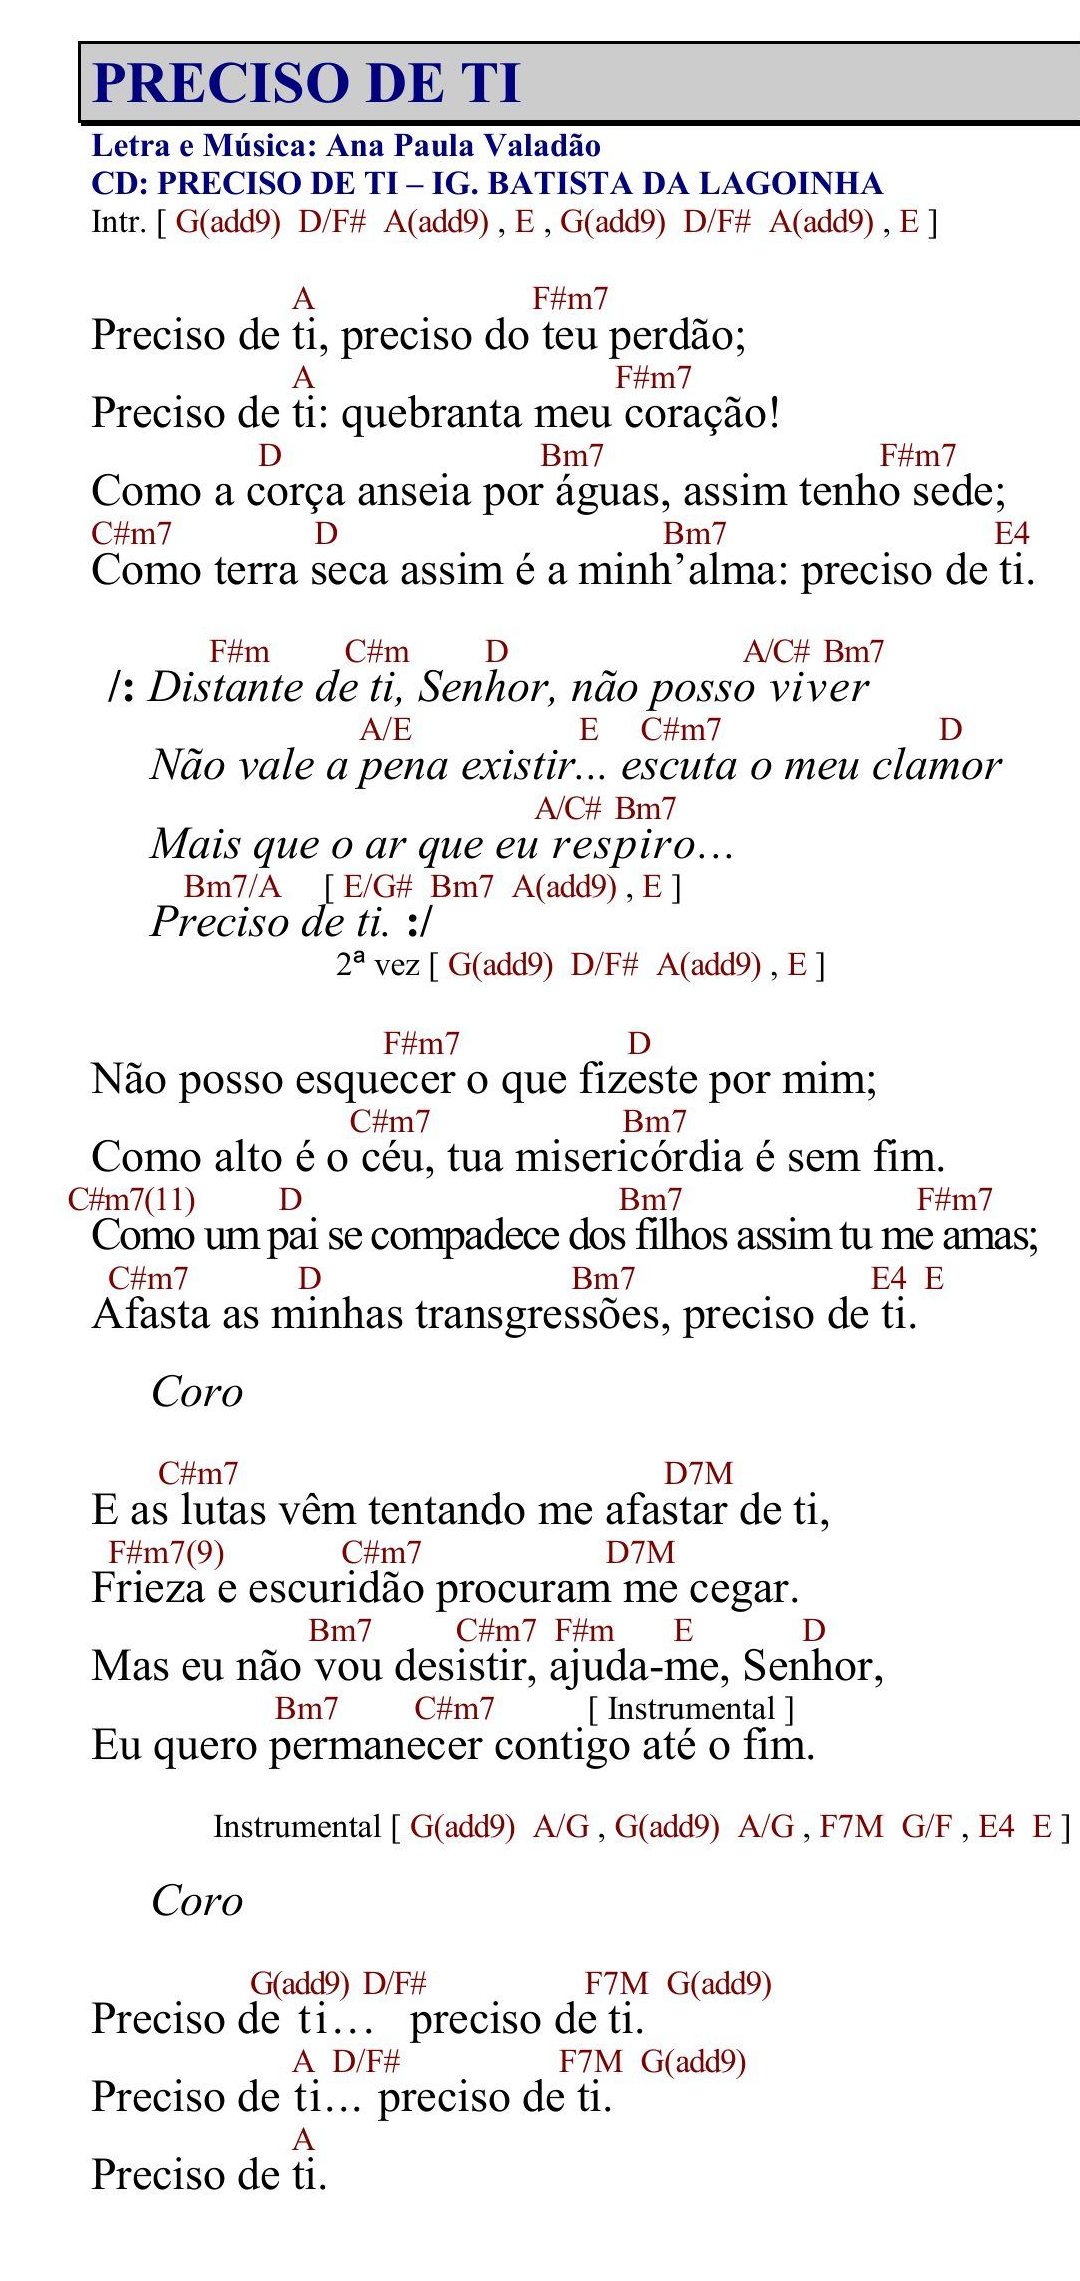 PRECISO DE TI
Letra e Música: Ana Paula Valadão
CD: PRECISO DE TI – IG. BATISTA DA LAGOINHA
Intr. [ G(add9)  D/F#  A(add9) , E , G(add9)  D/F#  A(add9) , E ]
A F#m7
Preciso de ti, preciso do teu perdão;
A F#m7
Preciso de ti: quebranta meu coração!
D Bm7 F#m7
Como a corça anseia por águas, assim tenho sede;
C#m7 D Bm7 E4
Como terra seca assim é a minh’alma: preciso de ti.
F#m C#m D A/C# Bm7
/: Distante de ti, Senhor, não posso viver
A/E E C#m7 D
Não vale a pena existir... escuta o meu clamor
A/C# Bm7
Mais que o ar que eu respiro...
Bm7/A [ E/G#  Bm7  A(add9) , E ]
Preciso de ti. :/
2ª vez [ G(add9)  D/F#  A(add9) , E ]
F#m7 D
Não posso esquecer o que fizeste por mim;
C#m7 Bm7
Como alto é o céu, tua misericórdia é sem fim.
C#m7(11) D Bm7 F#m7
Como um pai se compadece dos filhos assim tu me amas;
C#m7 D Bm7 E4 E
Afasta as minhas transgressões, preciso de ti.
Coro
C#m7 D7M
E as lutas vêm tentando me afastar de ti,
F#m7(9) C#m7 D7M
Frieza e escuridão procuram me cegar.
Bm7 C#m7 F#m E D
Mas eu não vou desistir, ajuda-me, Senhor,
Bm7 C#m7 [ Instrumental ]
Eu quero permanecer contigo até o fim.
Instrumental [ G(add9)  A/G , G(add9)  A/G , F7M  G/F , E4  E ]
Coro
G(add9) D/F# F7M G(add9)
Preciso de ti... preciso de ti.
A D/F# F7M G(add9)
Preciso de ti... preciso de ti.
A
Preciso de ti.